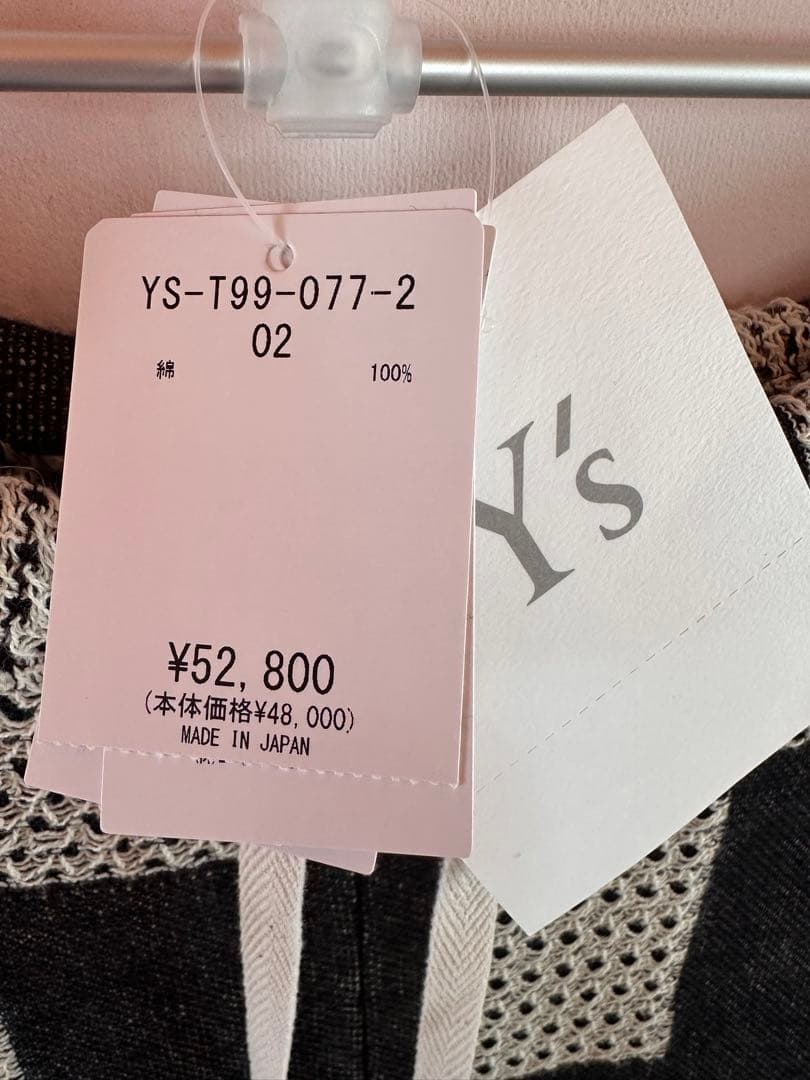 YS-T99-077-2
02
綿 100%
¥52,800
(本体価格¥48,000)
MADE IN JAPAN
Y's